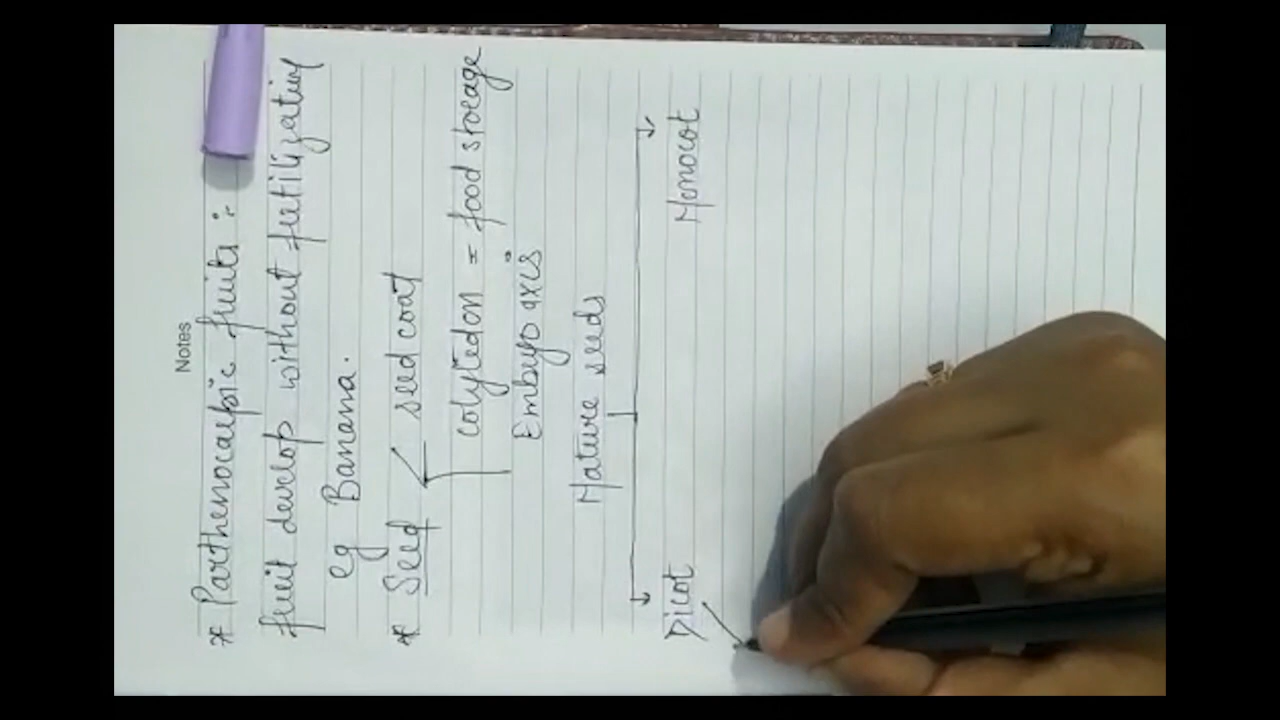 Notes
* Parthenocarpic fruits :-
fruit develop without fertilization
eg Banana.
* Seed seed coat
cotyledon = food storage
Embryo axis
Mature seeds
Dicot Monocot